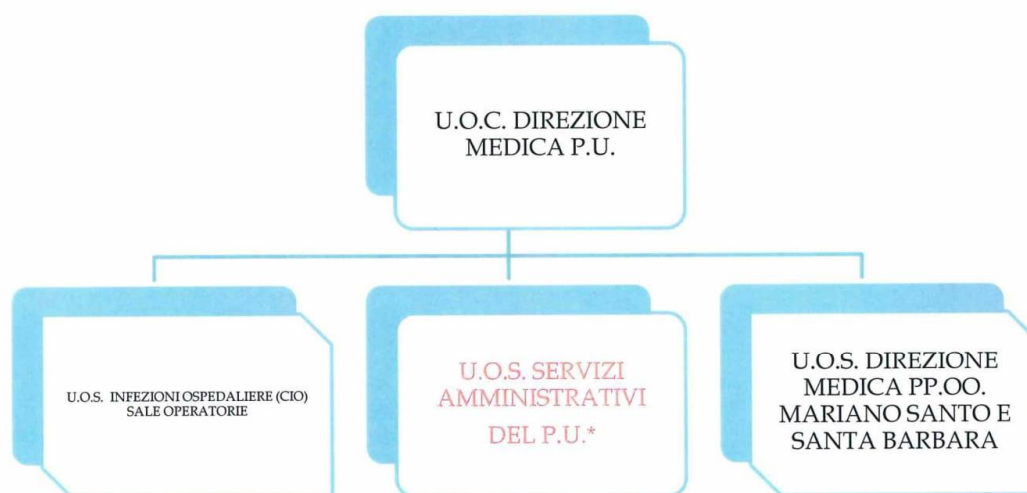 U.O.C. DIREZIONE
MEDICA P.U.
U.O.S. INFEZIONI OSPEDALIERE (CIO)
SALE OPERATORIE
U.O.S. SERVIZI
AMMINISTRATIVI
DEL P.U.*
U.O.S. DIREZIONE
MEDICA PP.OO.
MARIANO SANTO E
SANTA BARBARA